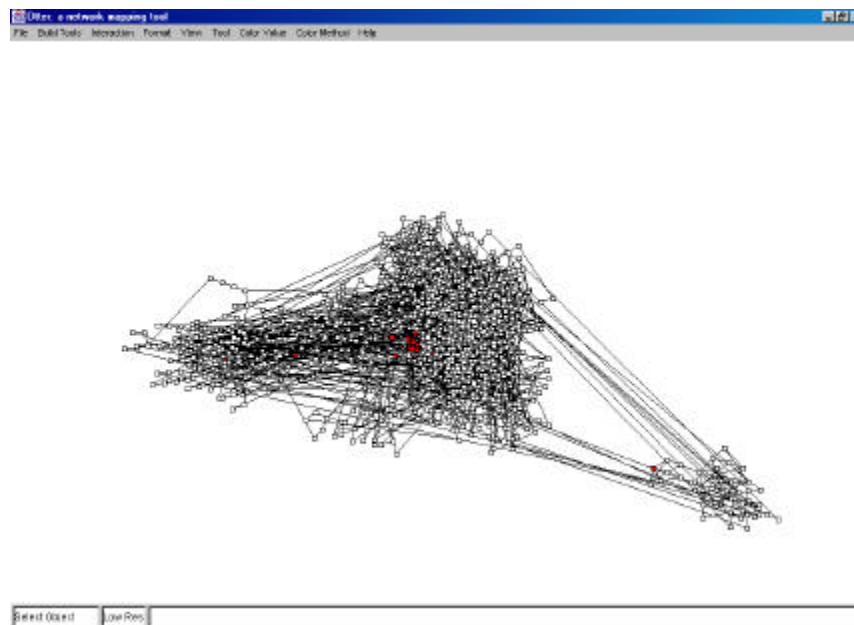 Otter: a network mapping tool
File Build Tools Interaction Format View Tool Color Value Color Method Help
Select Object Low Res